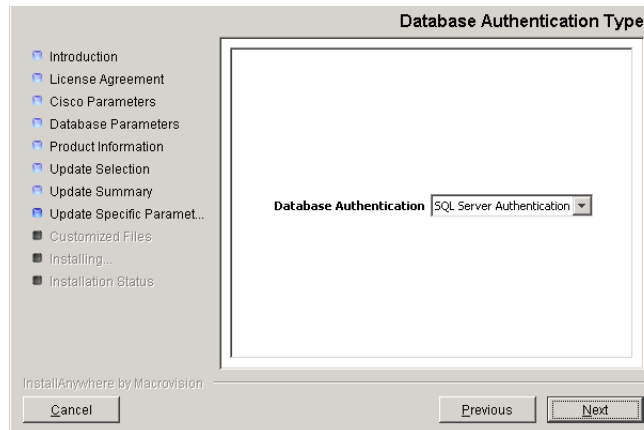 Database Authentication Type
Introduction
License Agreement
Cisco Parameters
Database Parameters
Product Information
Update Selection
Update Summary
Update Specific Paramet...
Customized Files
Installing...
Installation Status
Database Authentication SQL Server Authentication
InstallAnywhere by Macrovision
Cancel Previous Next